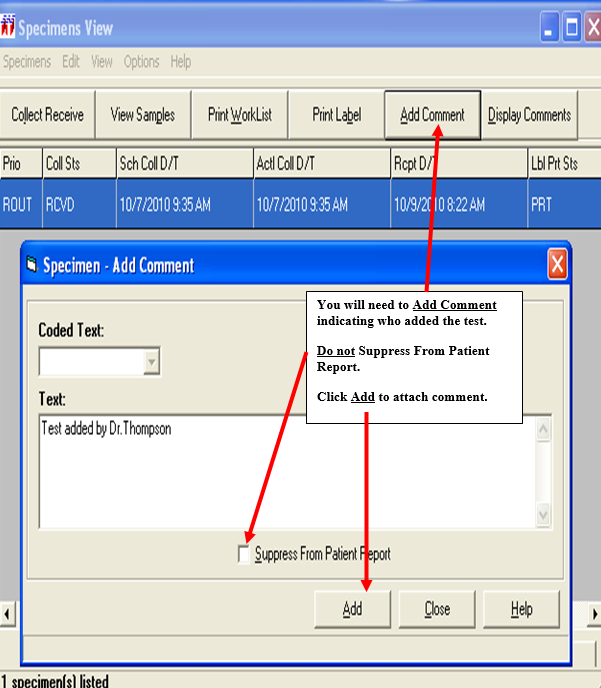 Specimens View
Specimens Edit View Options Help
Collect Receive View Samples Print WorkList Print Label Add Comment Display Comments
Prio Coll Sts Sch Coll D/T Actl Coll D/T Rcpt D/T Lbl Prt Sts
ROUT RCVD 10/7/2010 9:35 AM 10/7/2010 9:35 AM 10/9/2010 8:22 AM PRT
Specimen - Add Comment
You will need to Add Comment
indicating who added the test.
Do not Suppress From Patient
Report.
Click Add to attach comment.
Coded Text:
Text:
Test added by Dr.Thompson
Suppress From Patient Report
Add Close Help
1 specimen(s) listed